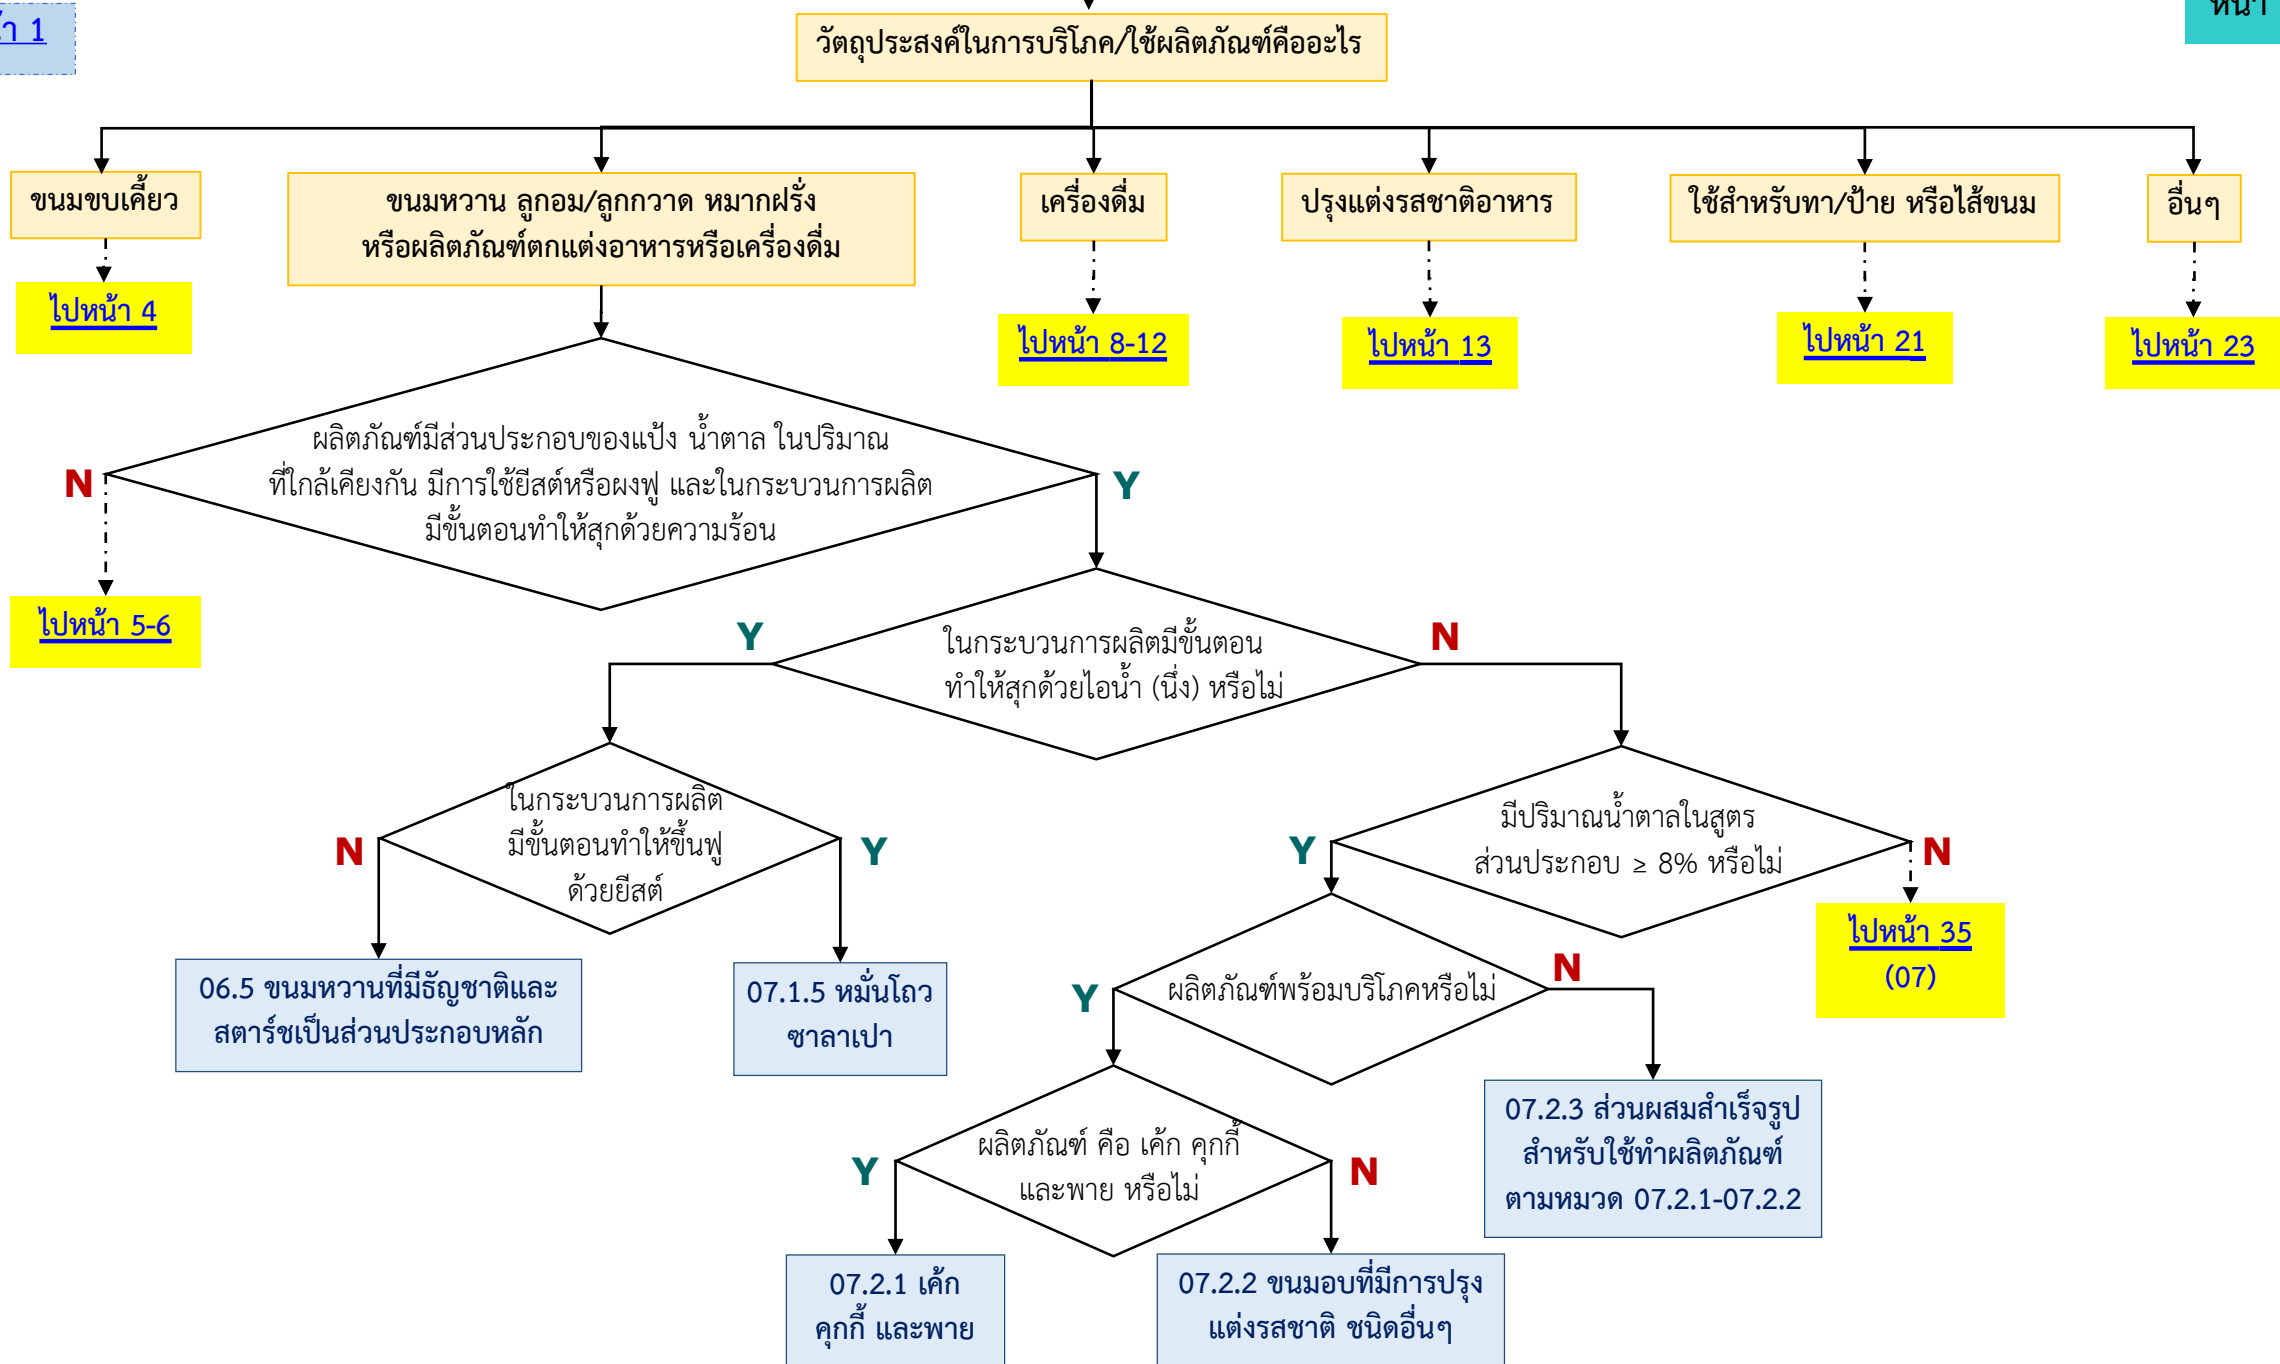 หน้า
น้า 1
วัตถุประสงค์ในการบริโภค/ใช้ผลิตภัณฑ์คืออะไร
ขนมขบเคี้ยว
ขนมหวาน ลูกอม/ลูกกวาด หมากฝรั่ง
หรือผลิตภัณฑ์ตกแต่งอาหารหรือเครื่องดื่ม
เครื่องดื่ม
ปรุงแต่งรสชาติอาหาร
ใช้สำหรับทา/ป้าย หรือไส้ขนม
อื่นๆ
ไปหน้า 4
ไปหน้า 8-12
ไปหน้า 13
ไปหน้า 21
ไปหน้า 23
ผลิตภัณฑ์มีส่วนประกอบของแป้ง น้ำตาล ในปริมาณ
ที่ใกล้เคียงกัน มีการใช้ยีสต์หรือผงฟู และในกระบวนการผลิต
มีขั้นตอนทำให้สุกด้วยความร้อน
N
Y
ไปหน้า 5-6
ในกระบวนการผลิตมีขั้นตอน
ทำให้สุกด้วยไอน้ำ (นึ่ง) หรือไม่
Y
N
ในกระบวนการผลิต
มีขั้นตอนทำให้ขึ้นฟู
ด้วยยีสต์
N
Y
มีปริมาณน้ำตาลในสูตร
ส่วนประกอบ ≥ 8% หรือไม่
Y
N
ไปหน้า 35
(07)
06.5 ขนมหวานที่มีธัญชาติและ
สตาร์ชเป็นส่วนประกอบหลัก
07.1.5 หมั่นโถว
ซาลาเปา
ผลิตภัณฑ์พร้อมบริโภคหรือไม่
Y
N
07.2.3 ส่วนผสมสำเร็จรูป
สำหรับใช้ทำผลิตภัณฑ์
ตามหมวด 07.2.1-07.2.2
ผลิตภัณฑ์ คือ เค้ก คุกกี้
และพาย หรือไม่
Y
N
07.2.1 เค้ก
คุกกี้ และพาย
07.2.2 ขนมอบที่มีการปรุง
แต่งรสชาติ ชนิดอื่นๆ